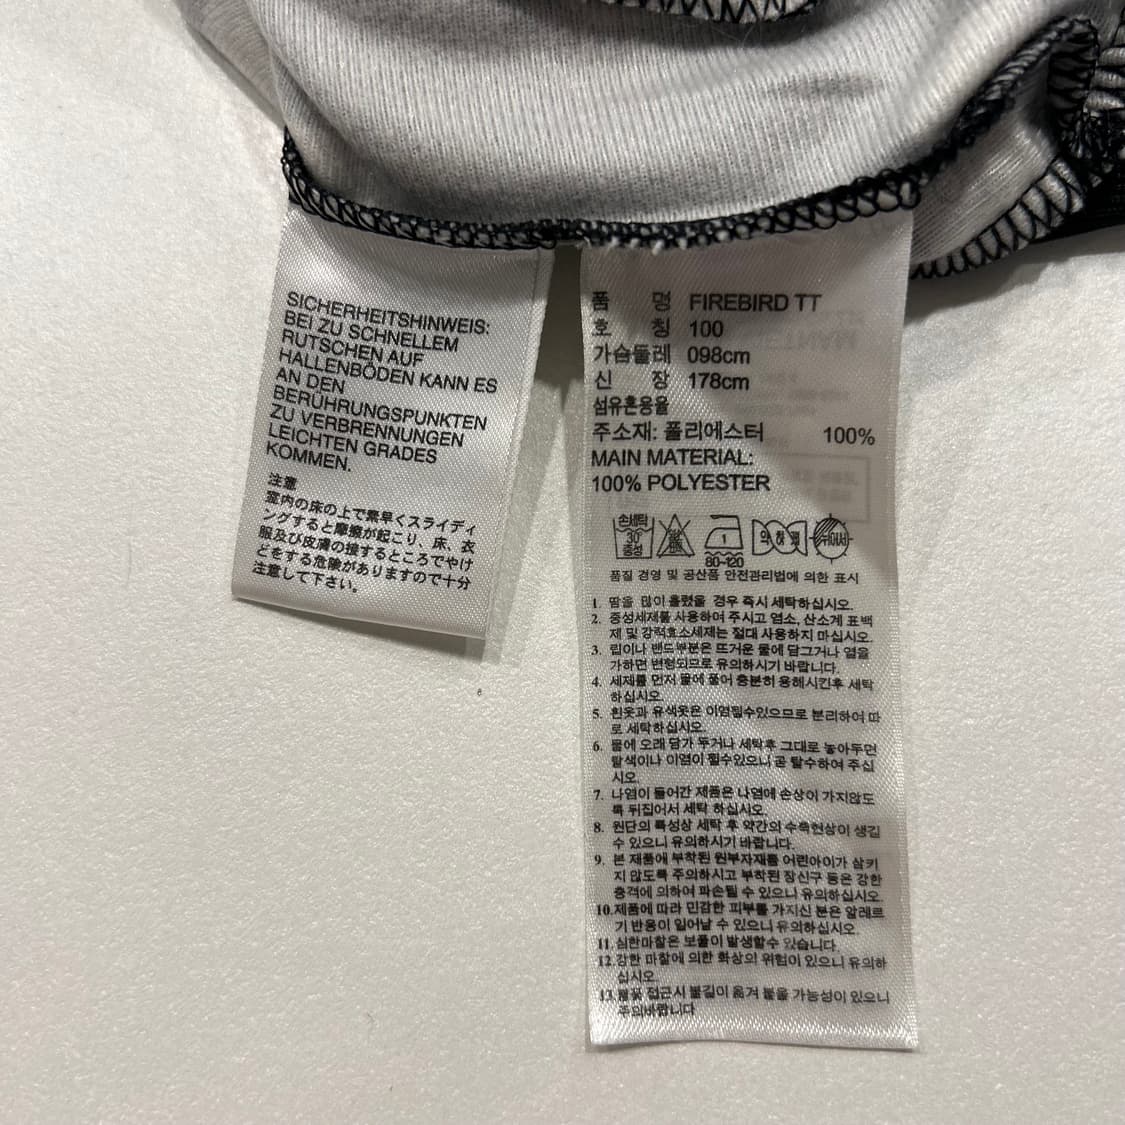 SICHERHEITSHINWEIS:
BEI ZU SCHNELLEM
RUTSCHEN AUF
HALLENBÖDEN KANN ES
AN DEN
BERÜHRUNGSPUNKTEN
ZU VERBRENNUNGEN
LEICHTEN GRADES
KOMMEN.
注意
室内の床の上で素早くスライディ
ングすると摩擦が起こり、床、衣
服及び皮膚の接するところでやけ
どをする危険がありますので十分
注意して下さい。
품 명 FIREBIRD TT
호 칭 100
가슴둘레 098cm
신 장 178cm
섬유혼용율
주소재: 폴리에스터 100%
MAIN MATERIAL:
100% POLYESTER
손세탁
30°
중성
1
80~120
약하게
뉘어서
품질 경영 및 공산품 안전관리법에 의한 표시
1. 땀을 많이 흘렸을 경우 즉시 세탁하십시오.
2. 중성세제를 사용하여 주시고 염소, 산소계 표백
제 및 강력효소세제는 절대 사용하지 마십시오.
3. 립이나 밴드부분은 뜨거운 물에 담그거나 열을
가하면 변형되므로 유의하시기 바랍니다.
4. 세제를 먼저 물에 풀어 충분히 용해시킨후 세탁
하십시오.
5. 흰옷과 유색옷은 이염될수있으므로 분리하여 따
로 세탁하십시오.
6. 물에 오래 담가 두거나 세탁후 그대로 놓아두면
탈색이나 이염이 될수있으니 곧 탈수하여 주십
시오.
7. 나염이 들어간 제품은 나염에 손상이 가지않도
록 뒤집어서 세탁 하십시오.
8. 원단의 특성상 세탁 후 약간의 수축현상이 생길
수 있으니 유의하시기 바랍니다.
9. 본 제품에 부착된 원부자재를 어린아이가 삼키
지 않도록 주의하시고 부착된 장신구 등은 강한
충격에 의하여 파손될 수 있으니 유의하십시오.
10.제품에 따라 민감한 피부를 가지신 분은 알레르
기 반응이 일어날 수 있으니 유의하십시오.
11.심한마찰은 보풀이 발생할수 있습니다.
12.강한 마찰에 의한 화상의 위험이 있으니 유의하
십시오.
13.불꽃 접근시 불길이 옮겨 붙을 가능성이 있으니
주의바랍니다